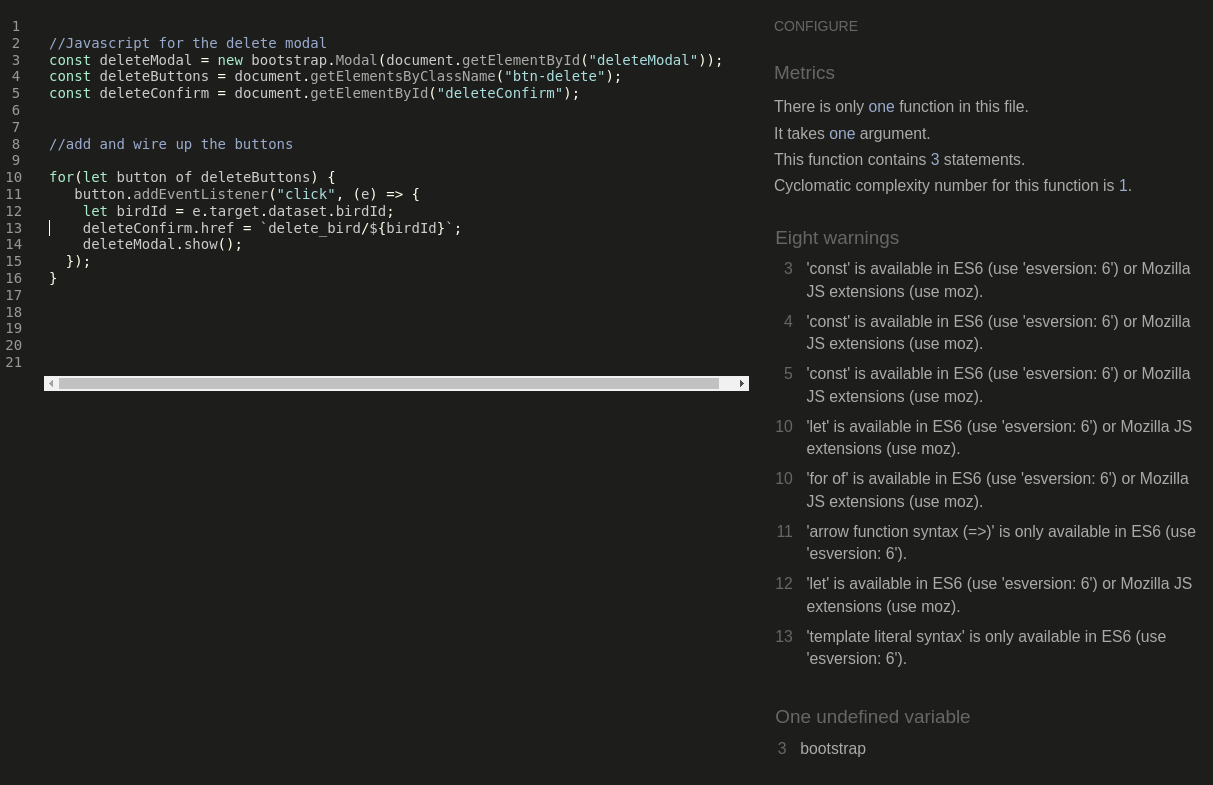 1
2 //Javascript for the delete modal
3 const deleteModal = new bootstrap.Modal(document.getElementById("deleteModal"));
4 const deleteButtons = document.getElementsByClassName("btn-delete");
5 const deleteConfirm = document.getElementById("deleteConfirm");
6
7
8 //add and wire up the buttons
9
10 for(let button of deleteButtons) {
11    button.addEventListener("click", (e) => {
12     let birdId = e.target.dataset.birdId;
13     deleteConfirm.href = `delete_bird/${birdId}`;
14     deleteModal.show();
15   });
16 }
17
18
19
20
21
CONFIGURE
Metrics
There is only one function in this file.
It takes one argument.
This function contains 3 statements.
Cyclomatic complexity number for this function is 1.
Eight warnings
3 'const' is available in ES6 (use 'esversion: 6') or Mozilla
JS extensions (use moz).
4 'const' is available in ES6 (use 'esversion: 6') or Mozilla
JS extensions (use moz).
5 'const' is available in ES6 (use 'esversion: 6') or Mozilla
JS extensions (use moz).
10 'let' is available in ES6 (use 'esversion: 6') or Mozilla JS
extensions (use moz).
10 'for of' is available in ES6 (use 'esversion: 6') or Mozilla
JS extensions (use moz).
11 'arrow function syntax (=>)' is only available in ES6 (use
'esversion: 6').
12 'let' is available in ES6 (use 'esversion: 6') or Mozilla JS
extensions (use moz).
13 'template literal syntax' is only available in ES6 (use
'esversion: 6').
One undefined variable
3 bootstrap